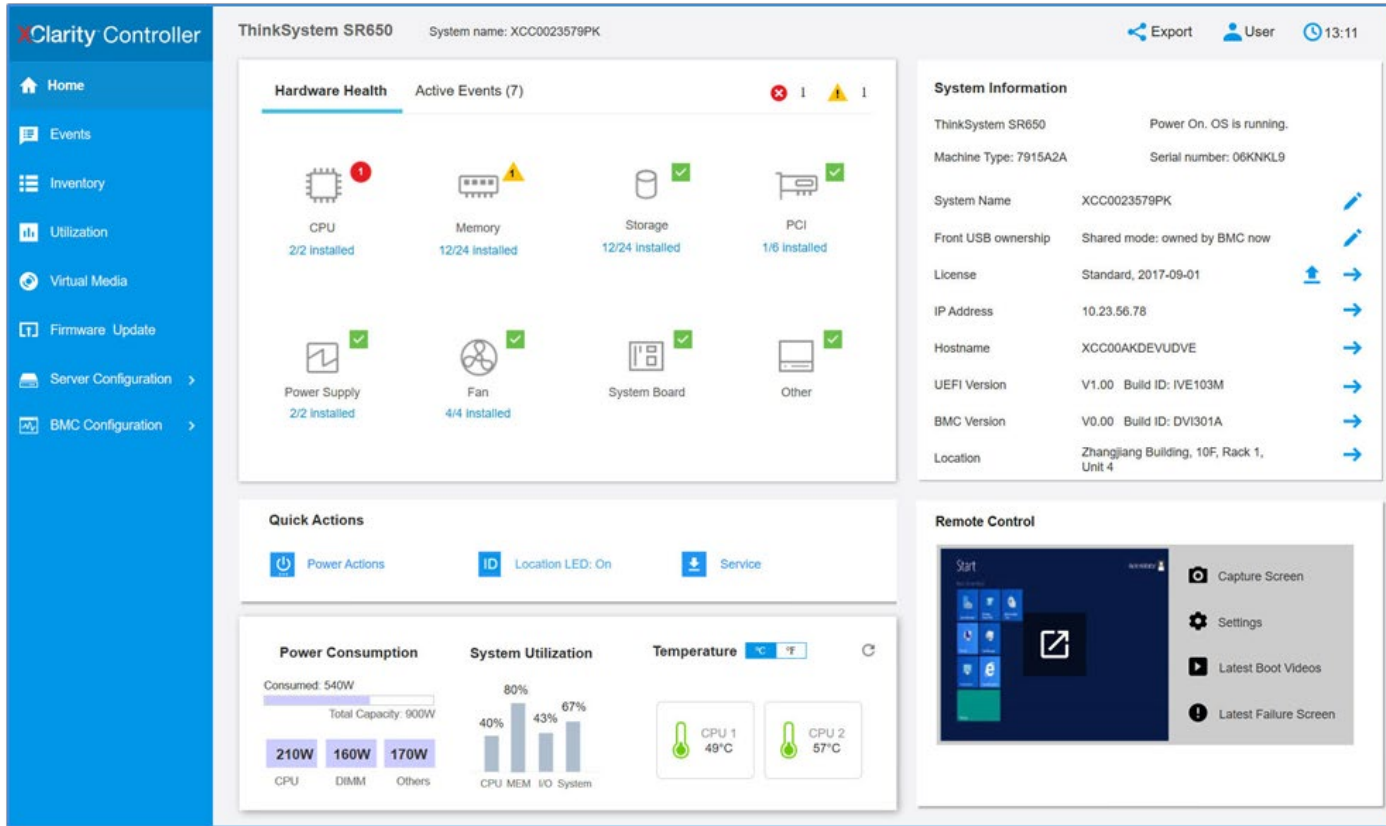 XClarity Controller
ThinkSystem SR650 System name: XCC0023579PK
Export User 13:11
Home
Events
Inventory
Utilization
Virtual Media
Firmware Update
Server Configuration >
BMC Configuration >
Hardware Health Active Events (7) 1 1
1 1
CPU Memory Storage PCI
2/2 installed 12/24 installed 12/24 installed 1/6 installed
Power Supply Fan System Board Other
2/2 installed 4/4 installed
System Information
ThinkSystem SR650 Power On. OS is running.
Machine Type: 7915A2A Serial number: 06KNKL9
System Name XCC0023579PK
Front USB ownership Shared mode: owned by BMC now
License Standard, 2017-09-01
IP Address 10.23.56.78
Hostname XCC00AKDEVUDVE
UEFI Version V1.00 Build ID: IVE103M
BMC Version V0.00 Build ID: DVI301A
Location Zhangjiang Building, 10F, Rack 1,
Unit 4
Quick Actions
Power Actions ID Location LED: On Service
Power Consumption
Consumed: 540W
Total Capacity: 900W
210W 160W 170W
CPU DIMM Others
System Utilization
40% 80% 43% 67%
CPU MEM I/O System
Temperature °C °F
CPU 1 CPU 2
49°C 57°C
Remote Control
Start
Capture Screen
Settings
Latest Boot Videos
Latest Failure Screen